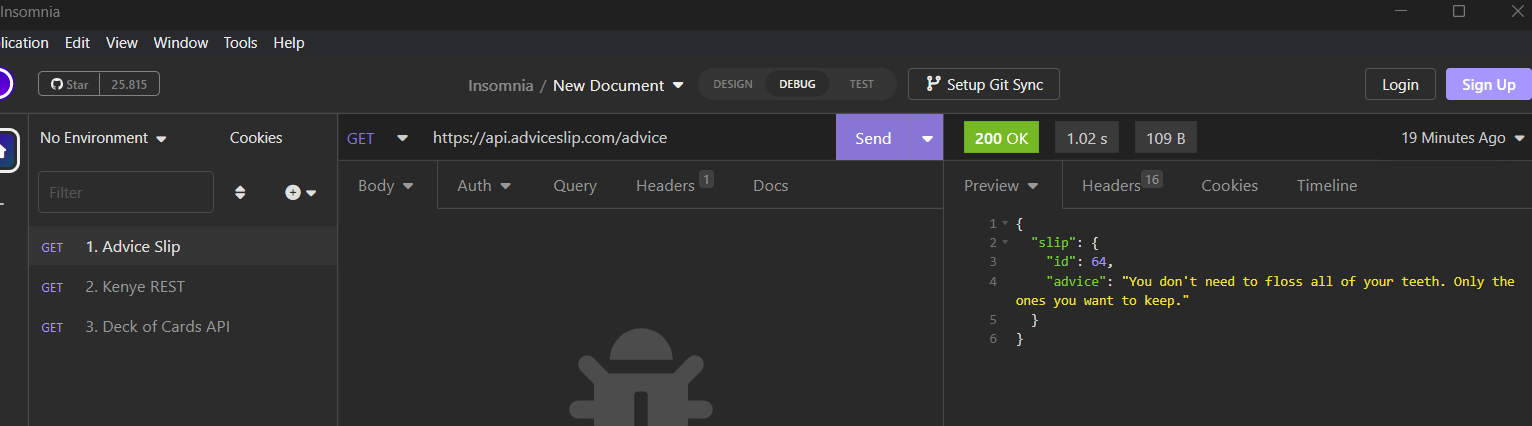 Insomnia
lication Edit View Window Tools Help
Star 25.815
Insomnia / New Document
DESIGN DEBUG TEST
Setup Git Sync
Login Sign Up
No Environment Cookies
GET https://api.adviceslip.com/advice Send
200 OK 1.02 s 109 B 19 Minutes Ago
Filter
Body Auth Query Headers 1 Docs
Preview Headers 16 Cookies Timeline
GET 1. Advice Slip
GET 2. Kenye REST
GET 3. Deck of Cards API
1 {
2 "slip": {
3 "id": 64,
4 "advice": "You don't need to floss all of your teeth. Only the
ones you want to keep."
5 }
6 }